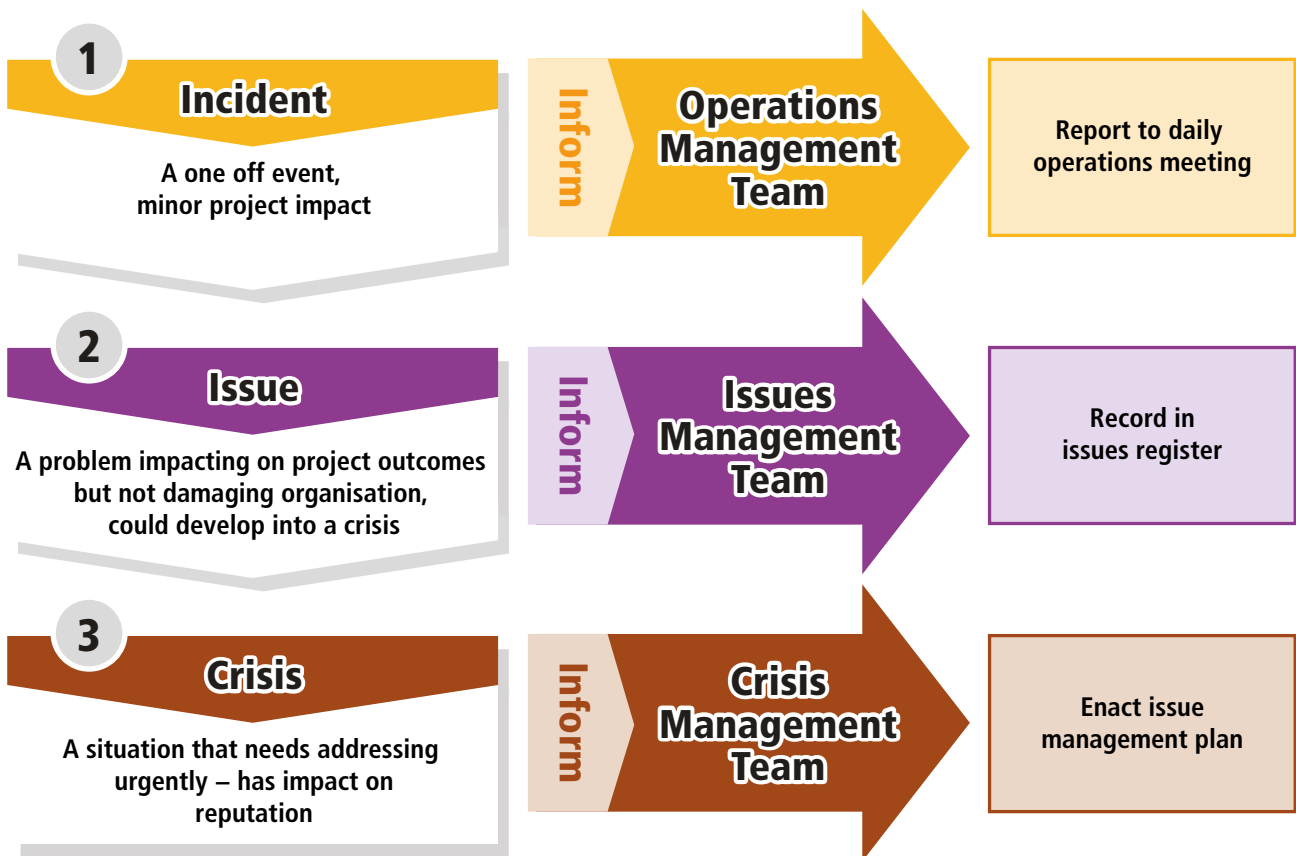 1
Incident
A one off event,
minor project impact
Inform
Operations
Management
Team
Report to daily
operations meeting
2
Issue
A problem impacting on project outcomes
but not damaging organisation,
could develop into a crisis
Inform
Issues
Management
Team
Record in
issues register
3
Crisis
A situation that needs addressing
urgently – has impact on
reputation
Inform
Crisis
Management
Team
Enact issue
management plan